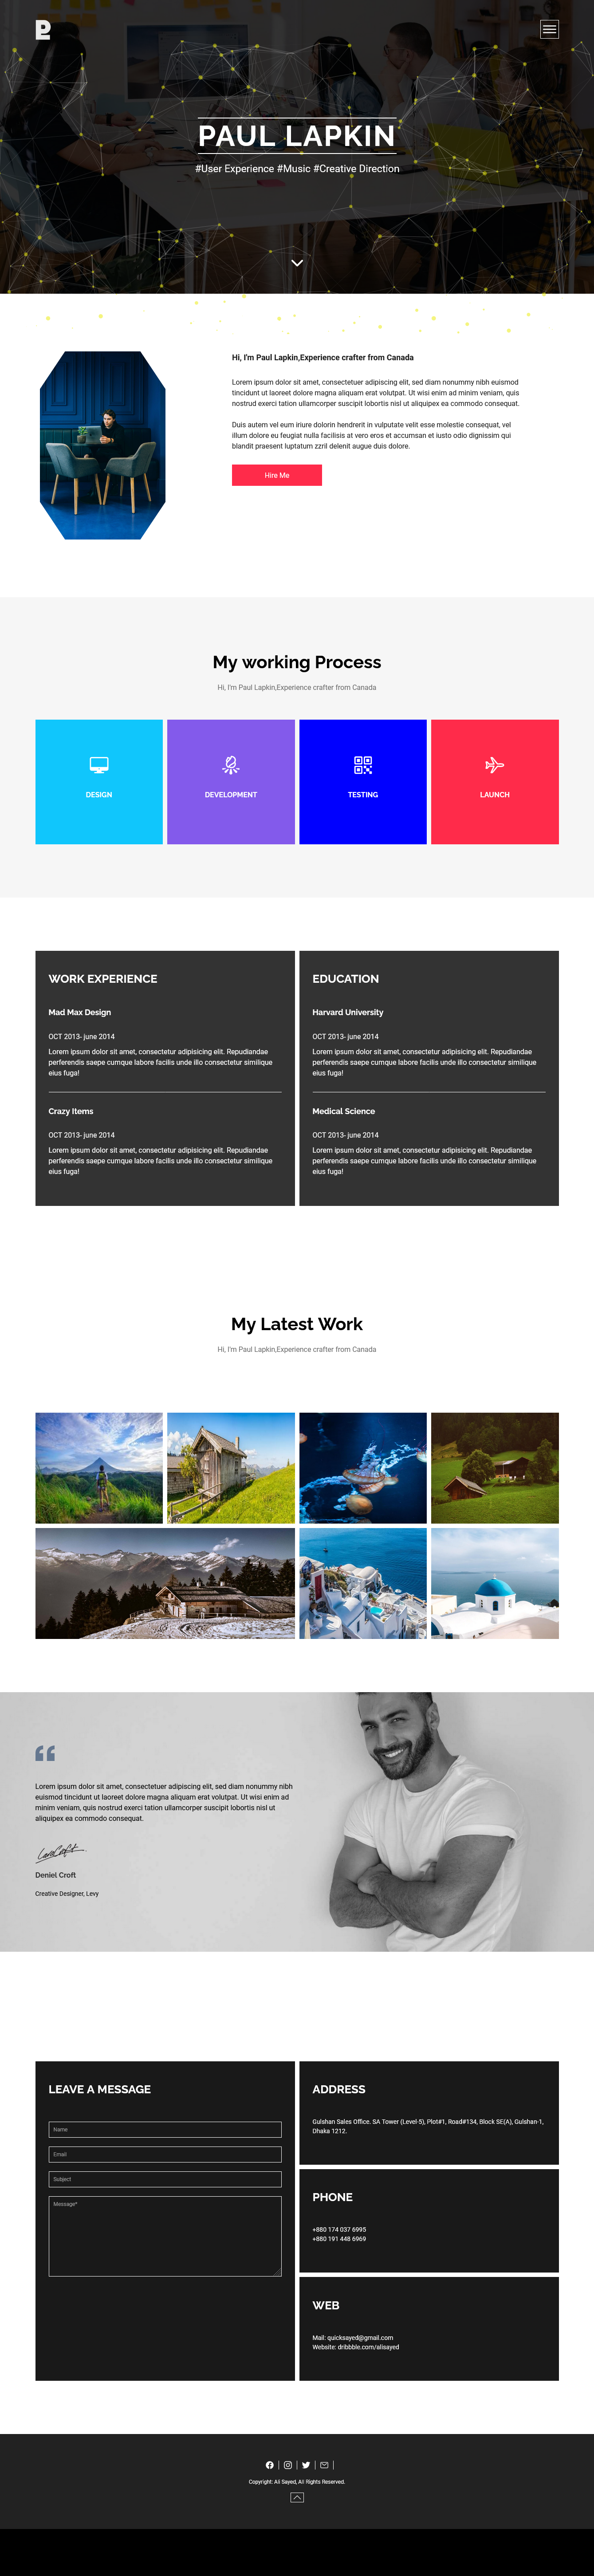 PAUL LAPKIN
#User Experience #Music #Creative Direction
Hi, I'm Paul Lapkin,Experience crafter from Canada
Lorem ipsum dolor sit amet, consectetuer adipiscing elit, sed diam nonummy nibh euismod
tincidunt ut laoreet dolore magna aliquam erat volutpat. Ut wisi enim ad minim veniam, quis
nostrud exerci tation ullamcorper suscipit lobortis nisl ut aliquipex ea commodo consequat.
Duis autem vel eum iriure dolorin hendrerit in vulputate velit esse molestie consequat, vel
illum dolore eu feugiat nulla facilisis at vero eros et accumsan et iusto odio dignissim qui
blandit praesent luptatum zzril delenit augue duis dolore.
Hire Me
My working Process
Hi, I'm Paul Lapkin,Experience crafter from Canada
DESIGN
DEVELOPMENT
TESTING
LAUNCH
WORK EXPERIENCE
Mad Max Design
OCT 2013- june 2014
Lorem ipsum dolor sit amet, consectetur adipisicing elit. Repudiandae
perferendis saepe cumque labore facilis unde illo consectetur similique
eius fuga!
Crazy Items
OCT 2013- june 2014
Lorem ipsum dolor sit amet, consectetur adipisicing elit. Repudiandae
perferendis saepe cumque labore facilis unde illo consectetur similique
eius fuga!
EDUCATION
Harvard University
OCT 2013- june 2014
Lorem ipsum dolor sit amet, consectetur adipisicing elit. Repudiandae
perferendis saepe cumque labore facilis unde illo consectetur similique
eius fuga!
Medical Science
OCT 2013- june 2014
Lorem ipsum dolor sit amet, consectetur adipisicing elit. Repudiandae
perferendis saepe cumque labore facilis unde illo consectetur similique
eius fuga!
My Latest Work
Hi, I'm Paul Lapkin,Experience crafter from Canada
Lorem ipsum dolor sit amet, consectetuer adipiscing elit, sed diam nonummy nibh
euismod tincidunt ut laoreet dolore magna aliquam erat volutpat. Ut wisi enim ad
minim veniam, quis nostrud exerci tation ullamcorper suscipit lobortis nisl ut
aliquipex ea commodo consequat.
Deniel Croft
Creative Designer, Levy
LEAVE A MESSAGE
Name
Email
Subject
Message*
ADDRESS
Gulshan Sales Office. SA Tower (Level-5), Plot#1, Road#134, Block SE(A), Gulshan-1,
Dhaka 1212.
PHONE
+880 174 037 6995
+880 191 448 6969
WEB
Mail: quicksayed@gmail.com
Website: dribbble.com/alisayed
Copyright: Ali Sayed, All Rights Reserved.